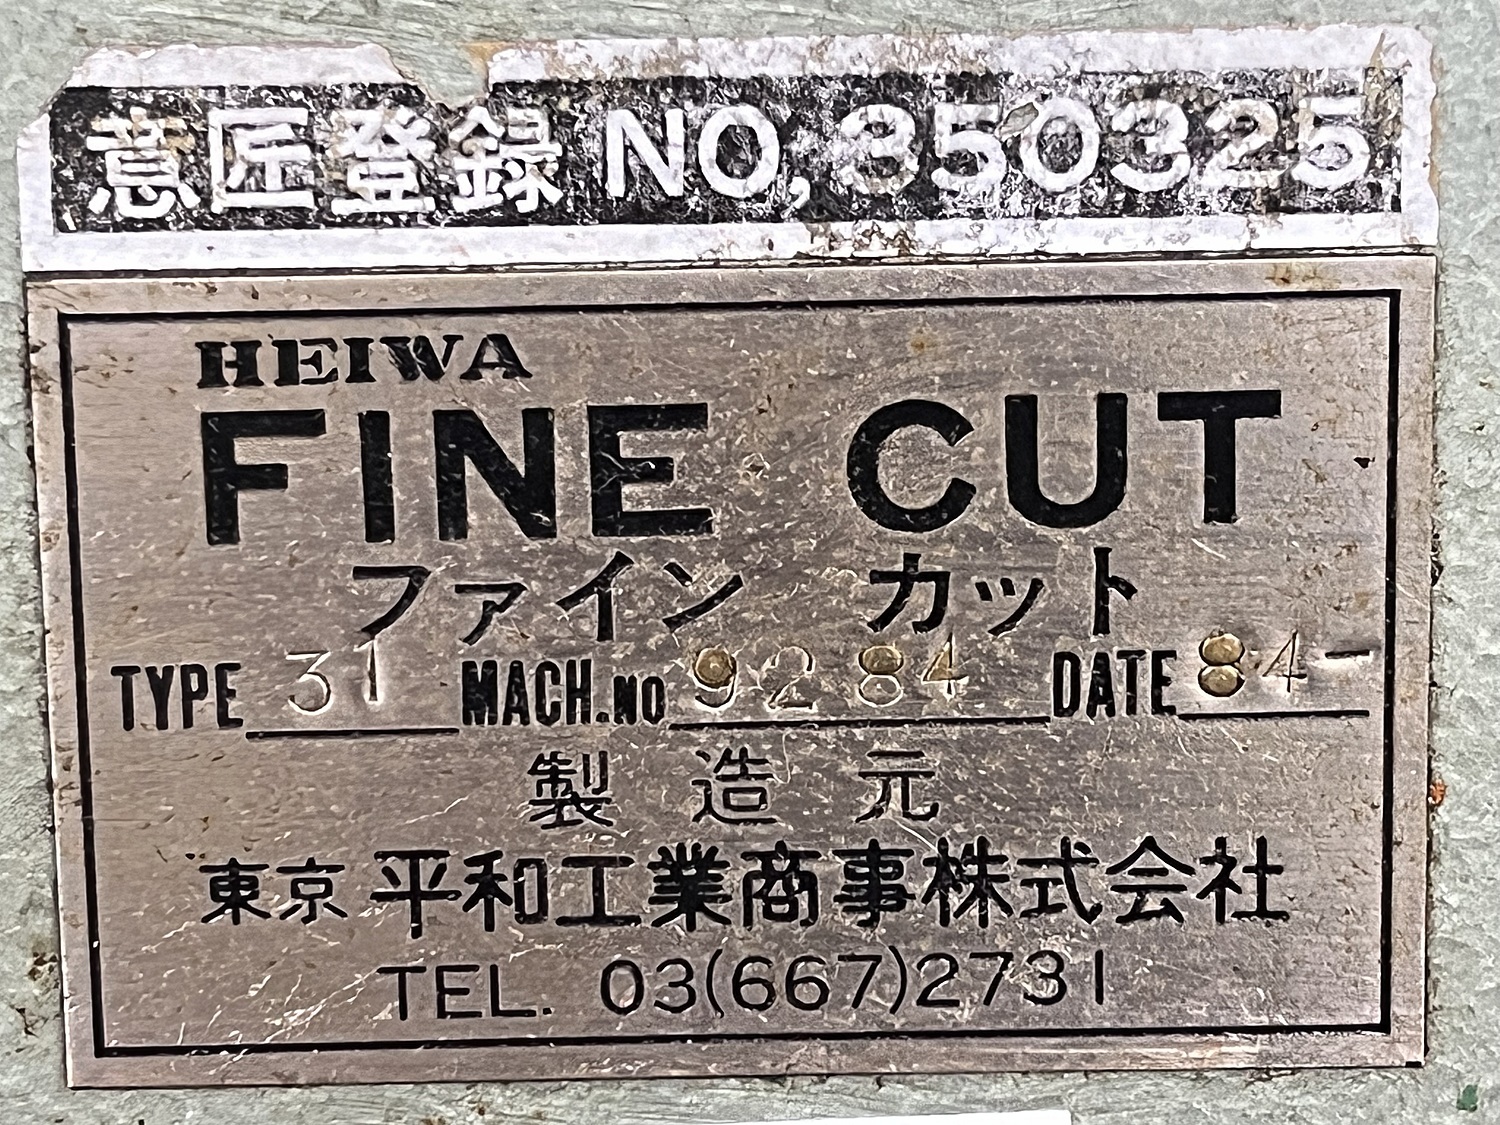 意匠登録 NO, 350325
HEIWA
FINE CUT
ファイン カット
TYPE 31 MACH.NO 9284 DATE 84-
製造元
東京 平和工業商事株式会社
TEL. 03(667)2731